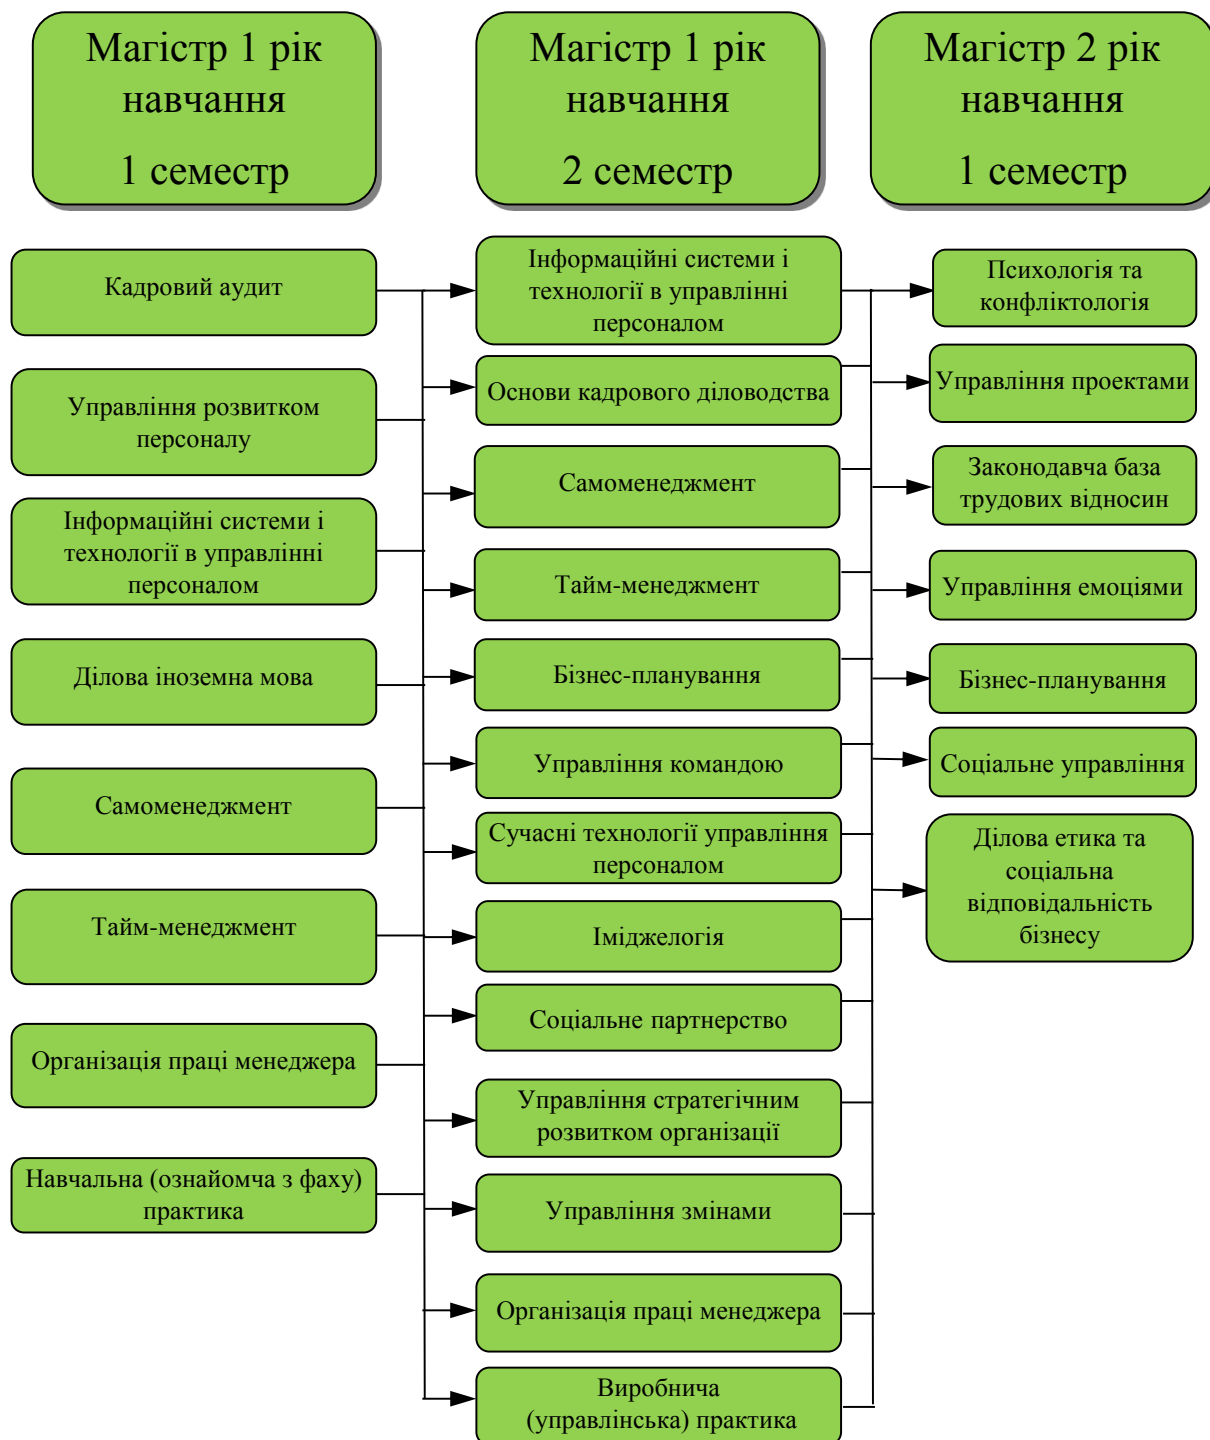 Магістр 1 рік
навчання
1 семестр
Магістр 1 рік
навчання
2 семестр
Магістр 2 рік
навчання
1 семестр
Кадровий аудит
Управління розвитком
персоналу
Інформаційні системи і
технології в управлінні
персоналом
Ділова іноземна мова
Самоменеджмент
Тайм-менеджмент
Організація праці менеджера
Навчальна (ознайомча з фаху)
практика
Інформаційні системи і
технології в управлінні
персоналом
Основи кадрового діловодства
Самоменеджмент
Тайм-менеджмент
Бізнес-планування
Управління командою
Сучасні технології управління
персоналом
Іміджелогія
Соціальне партнерство
Управління стратегічним
розвитком організації
Управління змінами
Організація праці менеджера
Виробнича
(управлінська) практика
Психологія та
конфліктологія
Управління проектами
Законодавча база
трудових відносин
Управління емоціями
Бізнес-планування
Соціальне управління
Ділова етика та
соціальна
відповідальність
бізнесу